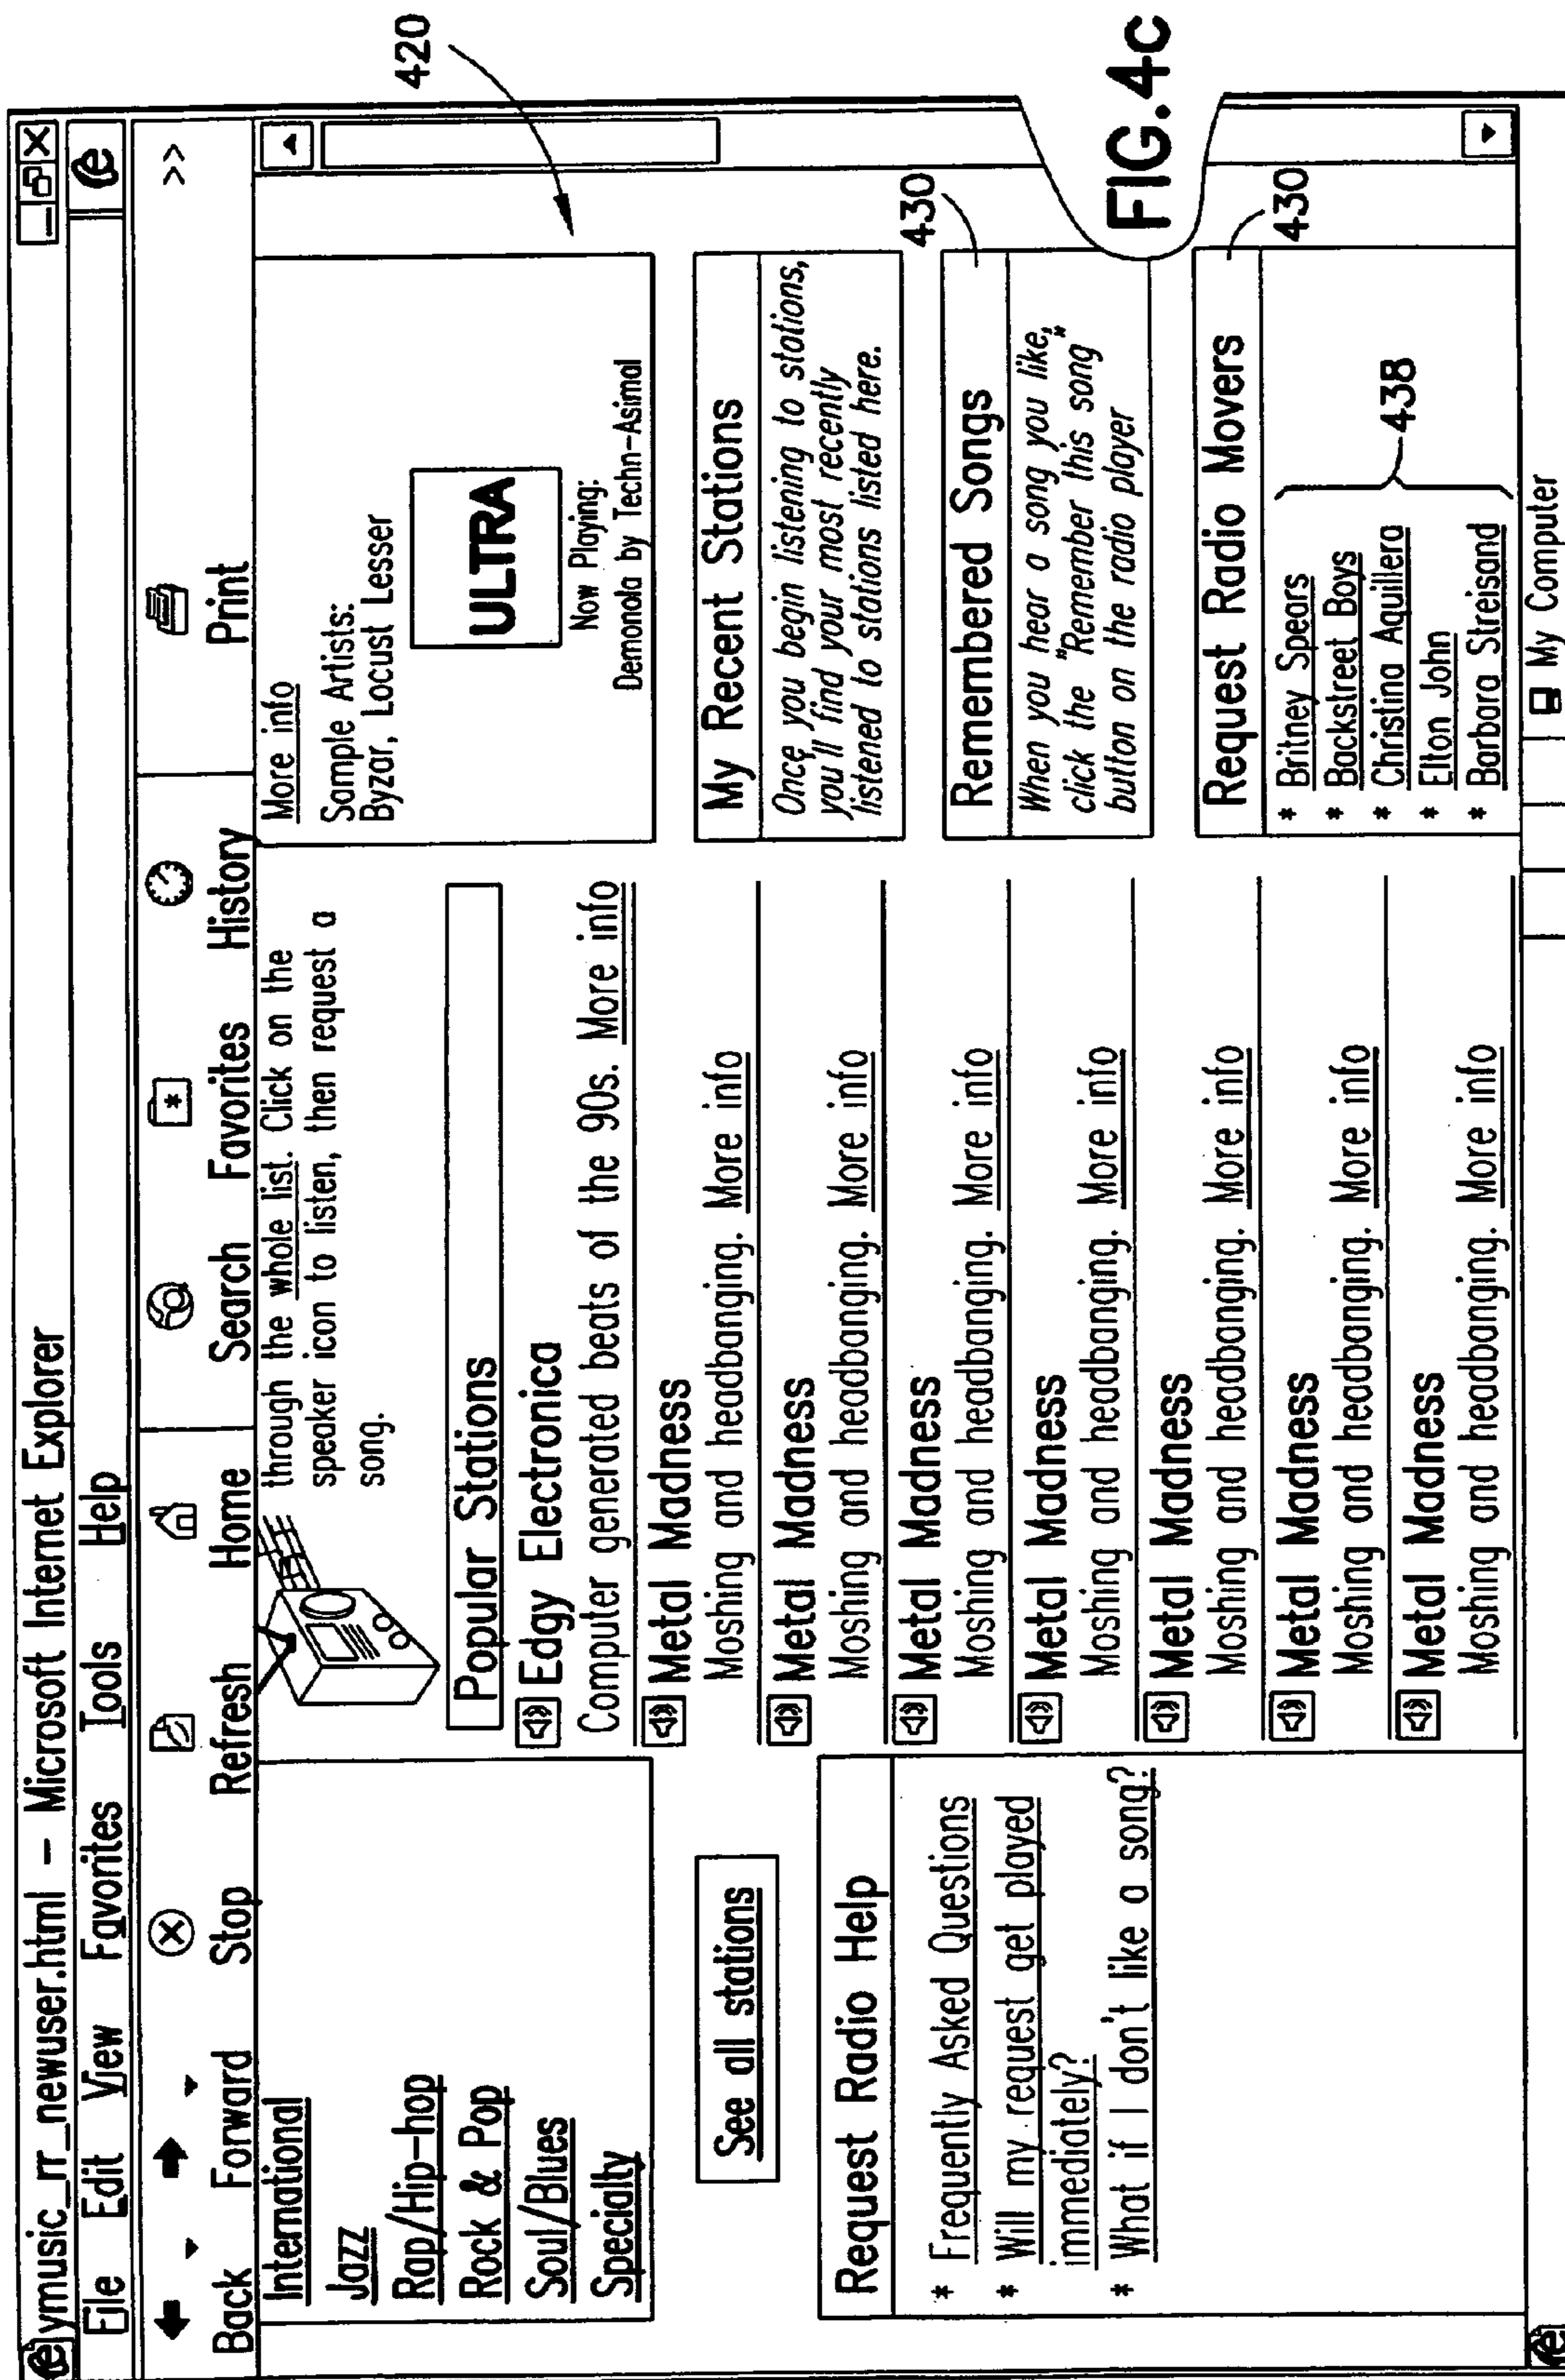 ymusic_rr_newuser.html – Microsoft Internet Explorer
File Edit View Favorites Tools Help
Back Forward Stop Refresh Home Search Favorites History Print >>
International
Jazz
Rap/Hip-hop
Rock & Pop
Soul/Blues
Specialty
See all stations
Request Radio Help
* Frequently Asked Questions
* Will my request get played
immediately?
* What if I don't like a song?
through the whole list. Click on the
speaker icon to listen, then request a
song.
Popular Stations
Edgy Electronica
Computer generated beats of the 90s. More info
Metal Madness
Moshing and headbanging. More info
Metal Madness
Moshing and headbanging. More info
Metal Madness
Moshing and headbanging. More info
Metal Madness
Moshing and headbanging. More info
Metal Madness
Moshing and headbanging. More info
Metal Madness
Moshing and headbanging. More info
Metal Madness
Moshing and headbanging. More info
More info
Sample Artists:
Byzar, Locust Lesser
ULTRA
Now Playing:
Demonola by Techn-Asimal
420
My Recent Stations
Once you begin listening to stations,
you'll find your most recently
listened to stations listed here.
430
Remembered Songs
When you hear a song you like,
click the "Remember this song"
button on the radio player
430
Request Radio Movers
* Britney Spears
* Backstreet Boys
* Christina Aquillera
* Elton John
* Barbara Streisand
438
My Computer
FIG.4c